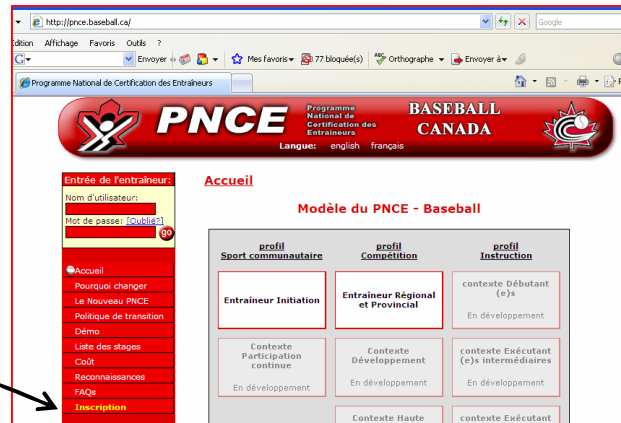 http://pnce.baseball.ca/
Google
Edition Affichage Favoris Outils ?
G Envoyer Mes favoris 77 bloquée(s) Orthographe Envoyer à
Programme National de Certification des Entraîneurs
PNCE
Programme
National de
Certification des
Entraîneurs
BASEBALL
CANADA
Langue: english français
Entrée de l'entraîneur:
Nom d'utilisateur:
Mot de passe: [Oublié?]
go
Accueil
Pourquoi changer
Le Nouveau PNCE
Politique de transition
Démo
Liste des stages
Coût
Reconnaissances
FAQs
Inscription
Accueil
Modèle du PNCE - Baseball
profil
Sport communautaire
profil
Compétition
profil
Instruction
Entraîneur Initiation
Entraîneur Régional
et Provincial
contexte Débutant
(e)s
En développement
Contexte
Participation
continue
En développement
Contexte
Développement
En développement
contexte Exécutant
(e)s intermédiaires
En développement
Contexte Haute
contexte Exécutant